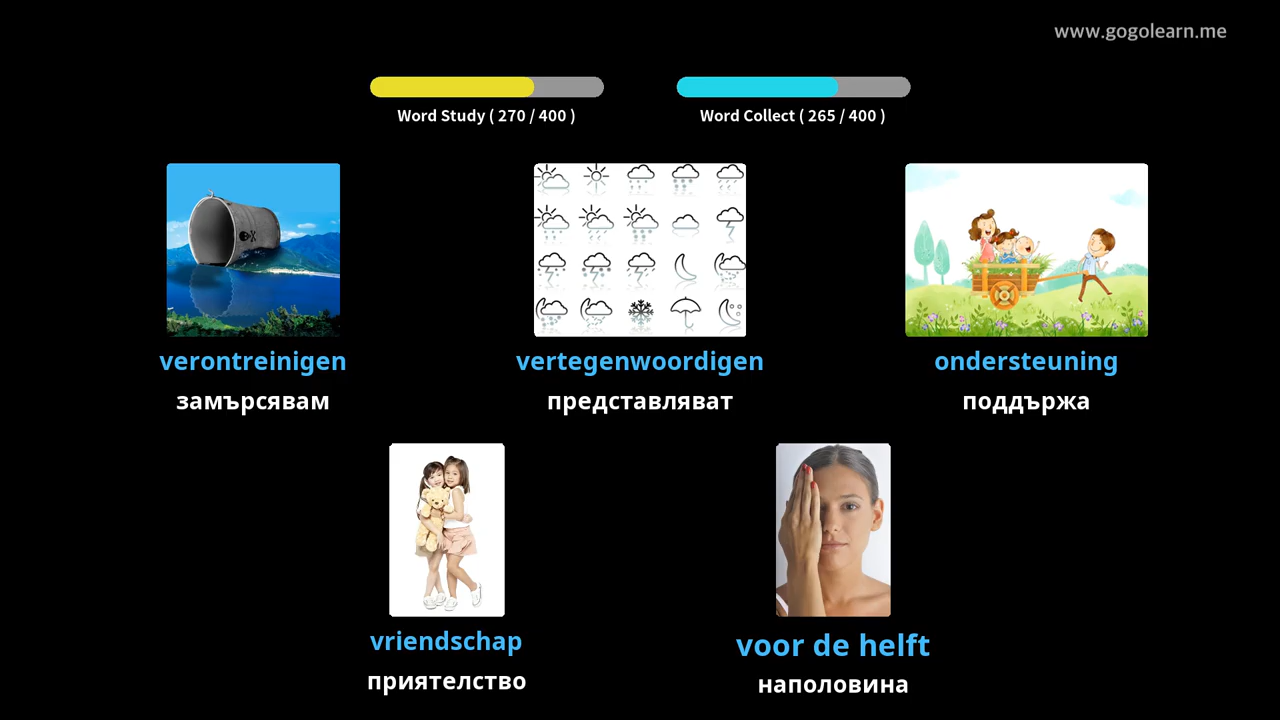 www.gogolearn.me
Word Study ( 270 / 400 )
Word Collect ( 265 / 400 )
verontreinigen
замърсявам
vertegenwoordigen
представляват
ondersteuning
поддържа
vriendschap
приятелство
voor de helft
наполовина